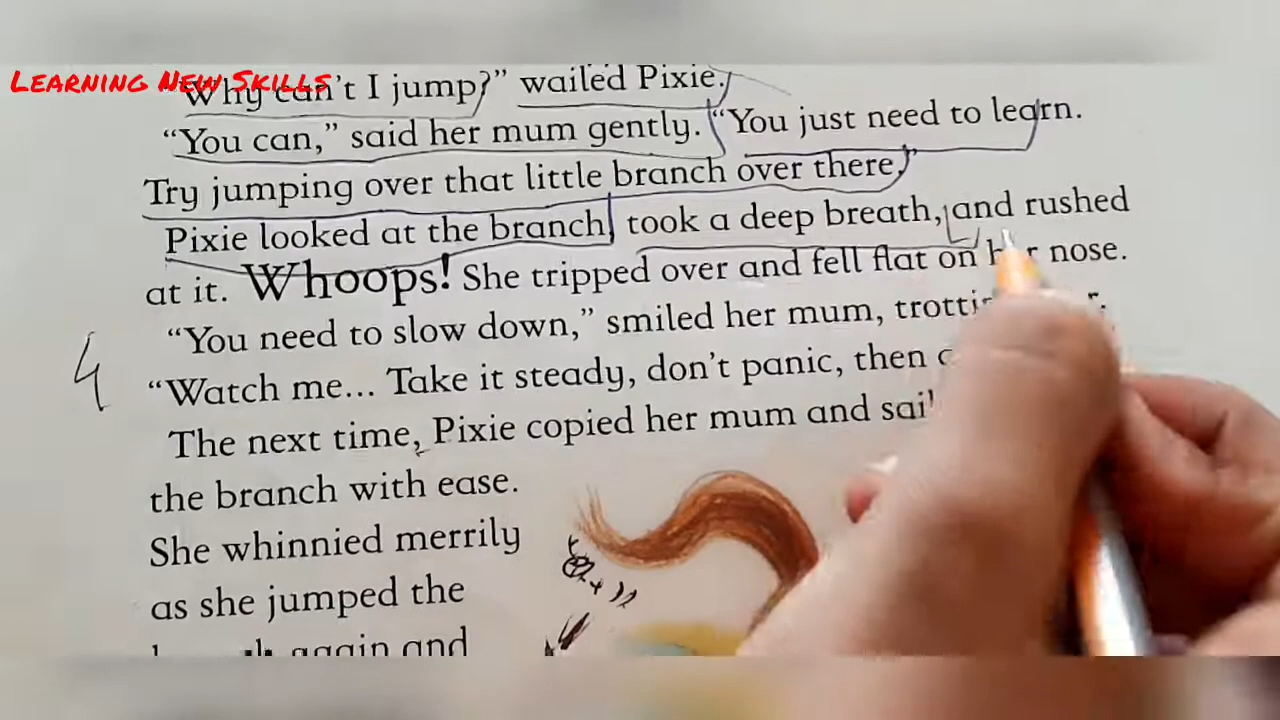 Learning New Skills
"Why can't I jump?" wailed Pixie.
"You can," said her mum gently. "You just need to learn.
Try jumping over that little branch over there,"
Pixie looked at the branch, took a deep breath, and rushed
at it. Whoops! She tripped over and fell flat on her nose.
"You need to slow down," smiled her mum,
4
"Watch me... Take it steady, don't panic, then
The next time, Pixie copied her mum and
the branch with ease.
She whinnied merrily
as she jumped the
again and